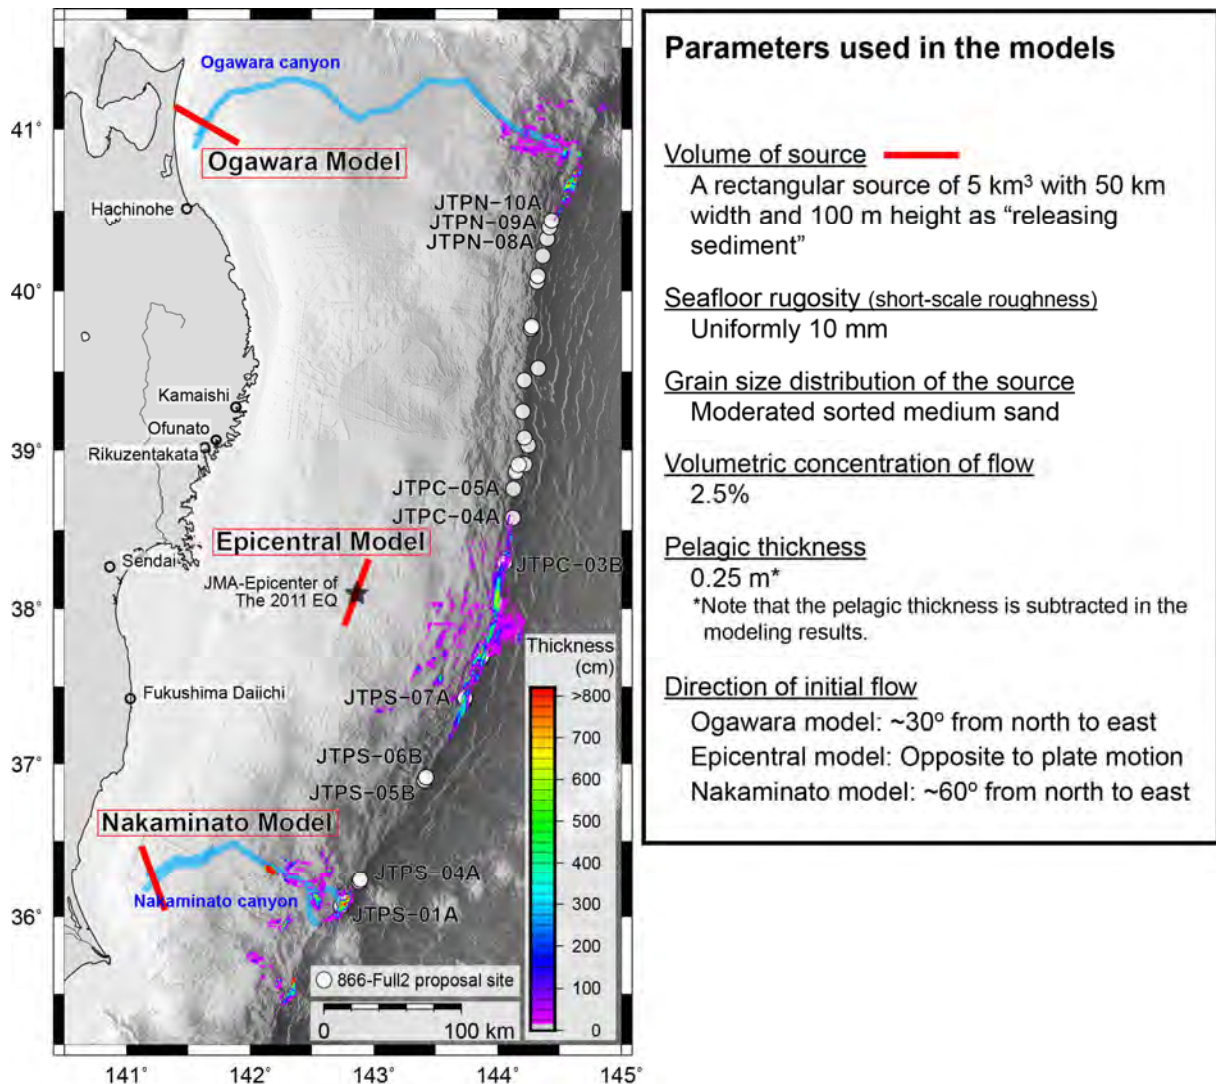 Ogawara canyon
41°
Ogawara Model
Hachinohe
JTPN-10A
JTPN-09A
JTPN-08A
40°
Kamaishi
Ofunato
Rikuzentakata
39°
JTPC-05A
JTPC-04A
Epicentral Model
Sendai
JTPC-03B
JMA-Epicenter of
The 2011 EQ
38°
Thickness
(cm)
>800
700
600
500
400
300
200
100
0
Fukushima Daiichi
JTPS-07A
37°
JTPS-06B
JTPS-05B
Nakaminato Model
JTPS-04A
Nakaminato canyon
36°
JTPS-01A
866-Full2 proposal site
0 100 km
141° 142° 143° 144° 145°
Parameters used in the models
Volume of source
A rectangular source of 5 km³ with 50 km
width and 100 m height as “releasing
sediment”
Seafloor rugosity (short-scale roughness)
Uniformly 10 mm
Grain size distribution of the source
Moderated sorted medium sand
Volumetric concentration of flow
2.5%
Pelagic thickness
0.25 m*
*Note that the pelagic thickness is subtracted in the
modeling results.
Direction of initial flow
Ogawara model: ~30° from north to east
Epicentral model: Opposite to plate motion
Nakaminato model: ~60° from north to east